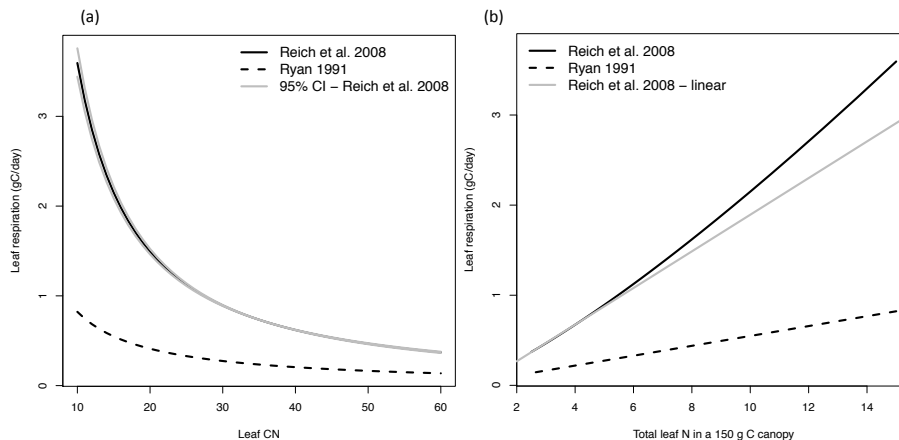 (a)
Reich et al. 2008
Ryan 1991
95% CI − Reich et al. 2008
Leaf respiration (gC/day)
3
2
1
0
10 20 30 40 50 60
Leaf CN
(b)
Reich et al. 2008
Ryan 1991
Reich et al. 2008 − linear
Leaf respiration (gC/day)
3
2
1
0
2 4 6 8 10 12 14
Total leaf N in a 150 g C canopy